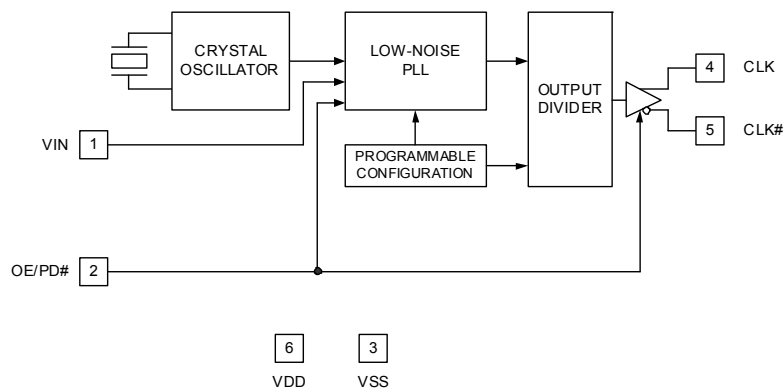 CRYSTAL
OSCILLATOR
LOW-NOISE
PLL
OUTPUT
DIVIDER
4 CLK
5 CLK#
VIN 1
PROGRAMMABLE
CONFIGURATION
OE/PD# 2
6 3
VDD VSS